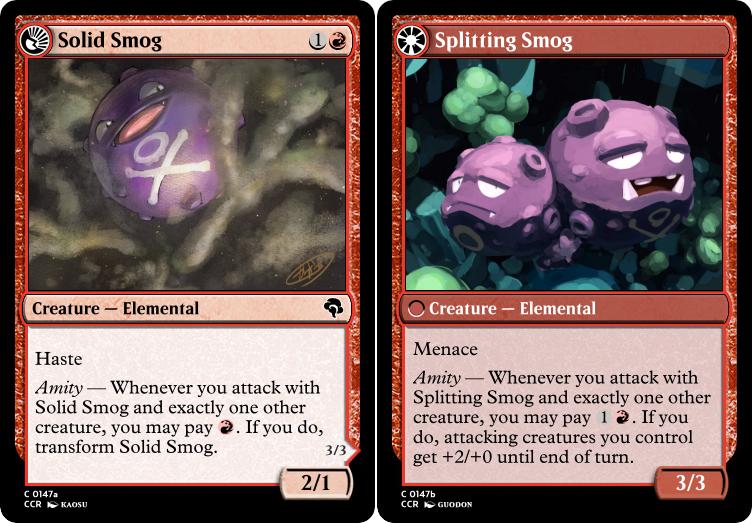 Solid Smog
1
Creature — Elemental
Haste
Amity — Whenever you attack with
Solid Smog and exactly one other
creature, you may pay . If you do,
transform Solid Smog.
3/3
2/1
C 0147a
CCR KAOSU
Splitting Smog
Creature — Elemental
Menace
Amity — Whenever you attack with
Splitting Smog and exactly one other
creature, you may pay 1 . If you
do, attacking creatures you control
get +2/+0 until end of turn.
3/3
C 0147b
CCR GUODON